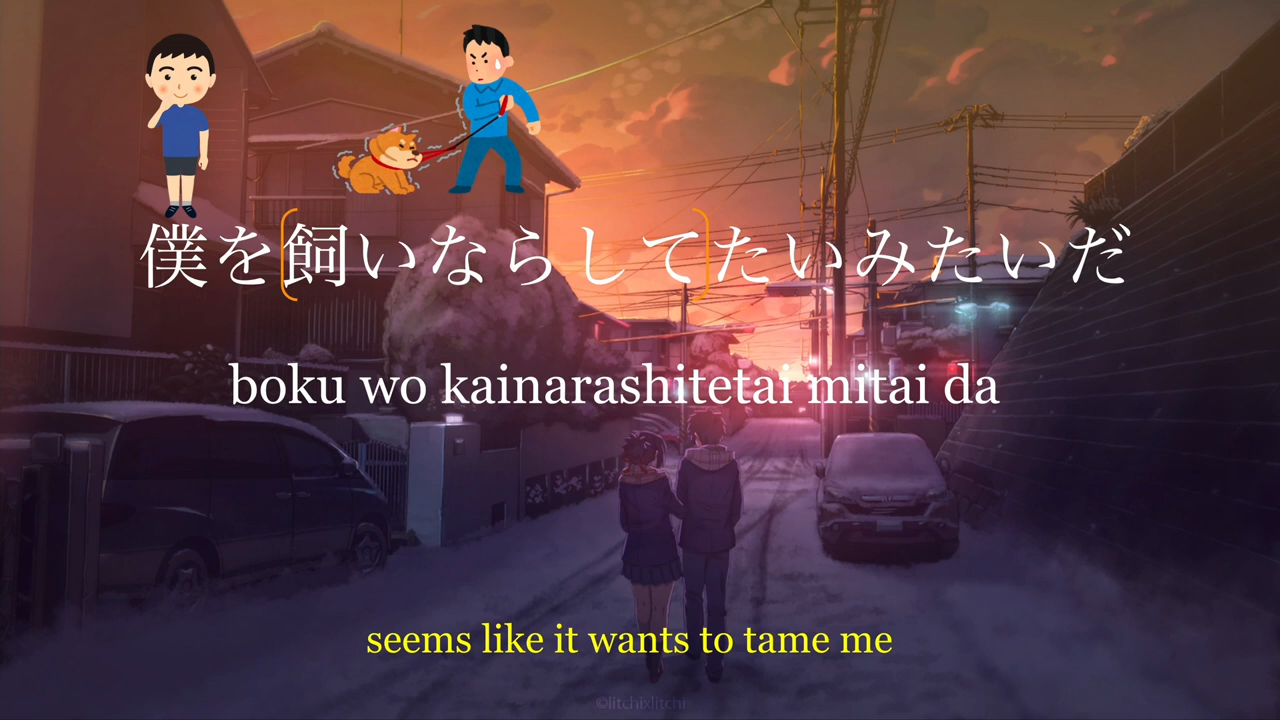 僕を(飼いならして)たいみたいだ
boku wo kainarashitetai mitai da
seems like it wants to tame me
©litchixlitchi